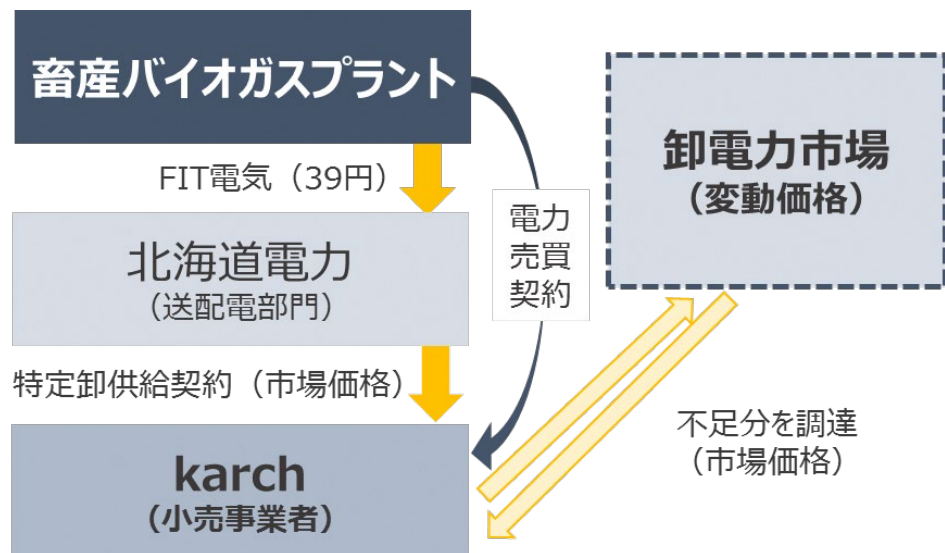 畜産バイオガスプラント
FIT電気（39円）
北海道電力
（送配電部門）
特定卸供給契約（市場価格）
karch
（小売事業者）
電力
売買
契約
卸電力市場
（変動価格）
不足分を調達
（市場価格）